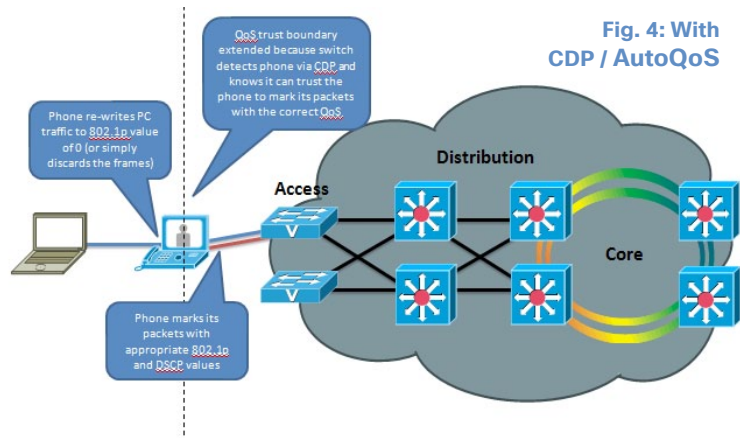 Fig. 4: With
CDP / AutoQoS
QoS trust boundary
extended because switch
detects phone via CDP and
knows it can trust the
phone to mark its packets
with the correct QoS.
Phone re-writes PC
traffic to 802.1p value
of 0 (or simply
discards the frames)
Distribution
Access
Core
V
V
Phone marks its
packets with
appropriate 802.1p
and DSCP values